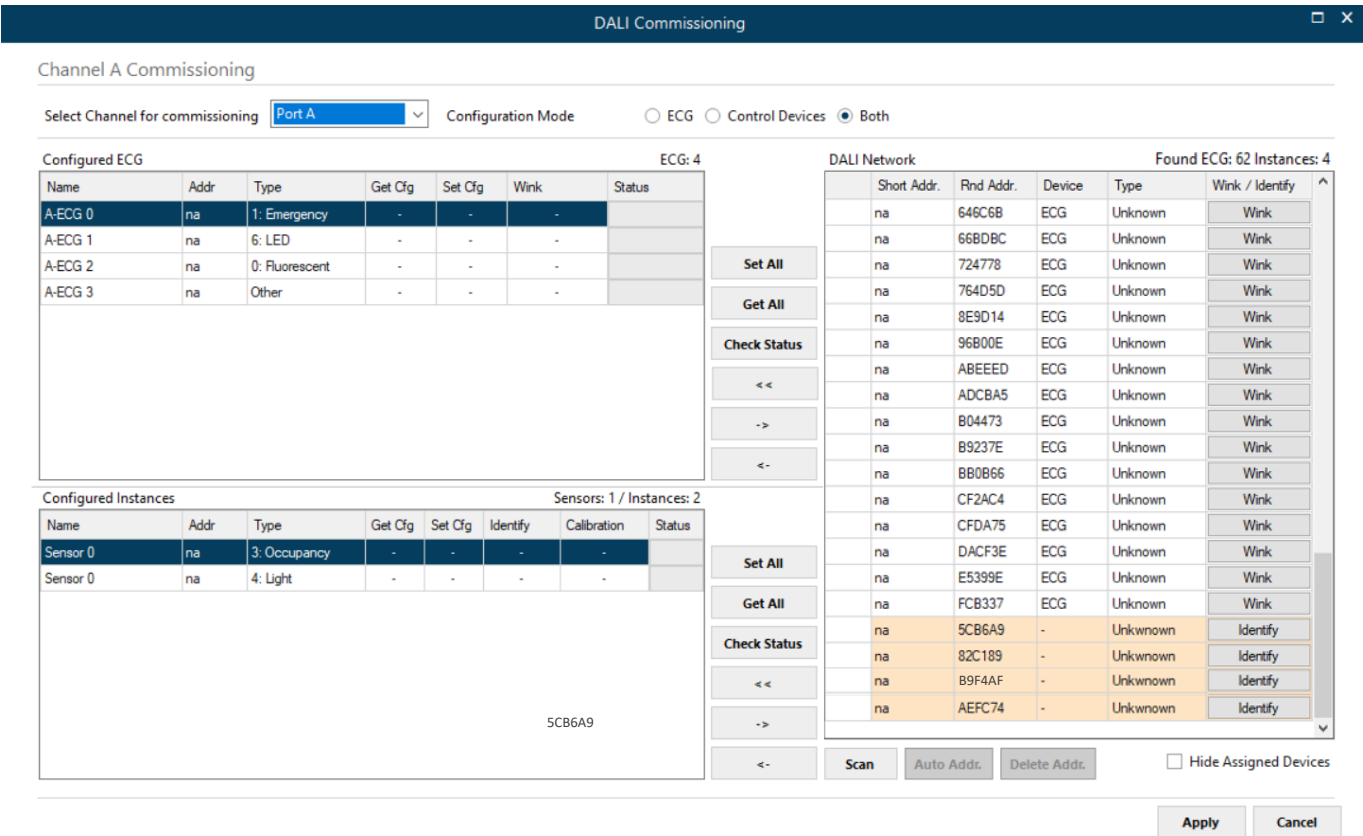 DALI Commissioning
Channel A Commissioning
Select Channel for commissioning Port A Configuration Mode ECG Control Devices Both
Configured ECG ECG: 4
Name Addr Type Get Cfg Set Cfg Wink Status
A-ECG 0 na 1: Emergency - - -
A-ECG 1 na 6: LED - - -
A-ECG 2 na 0: Fluorescent - - -
A-ECG 3 na Other - - -
Set All
Get All
Check Status
<<
->
<-
Configured Instances Sensors: 1 / Instances: 2
Name Addr Type Get Cfg Set Cfg Identify Calibration Status
Sensor 0 na 3: Occupancy - - - -
Sensor 0 na 4: Light - - - -
5CB6A9
Set All
Get All
Check Status
<<
->
<-
DALI Network Found ECG: 62 Instances: 4
Short Addr. Rnd Addr. Device Type Wink / Identify
na 646C6B ECG Unknown Wink
na 66BDBC ECG Unknown Wink
na 724778 ECG Unknown Wink
na 764D5D ECG Unknown Wink
na 8E9D14 ECG Unknown Wink
na 96B00E ECG Unknown Wink
na ABEEED ECG Unknown Wink
na ADCBA5 ECG Unknown Wink
na B04473 ECG Unknown Wink
na B9237E ECG Unknown Wink
na BB0B66 ECG Unknown Wink
na CF2AC4 ECG Unknown Wink
na CFDA75 ECG Unknown Wink
na DACF3E ECG Unknown Wink
na E5399E ECG Unknown Wink
na FCB337 ECG Unknown Wink
na 5CB6A9 - Unkwnown Identify
na 82C189 - Unkwnown Identify
na B9F4AF - Unkwnown Identify
na AEFC74 - Unkwnown Identify
Scan Auto Addr. Delete Addr. Hide Assigned Devices
Apply Cancel